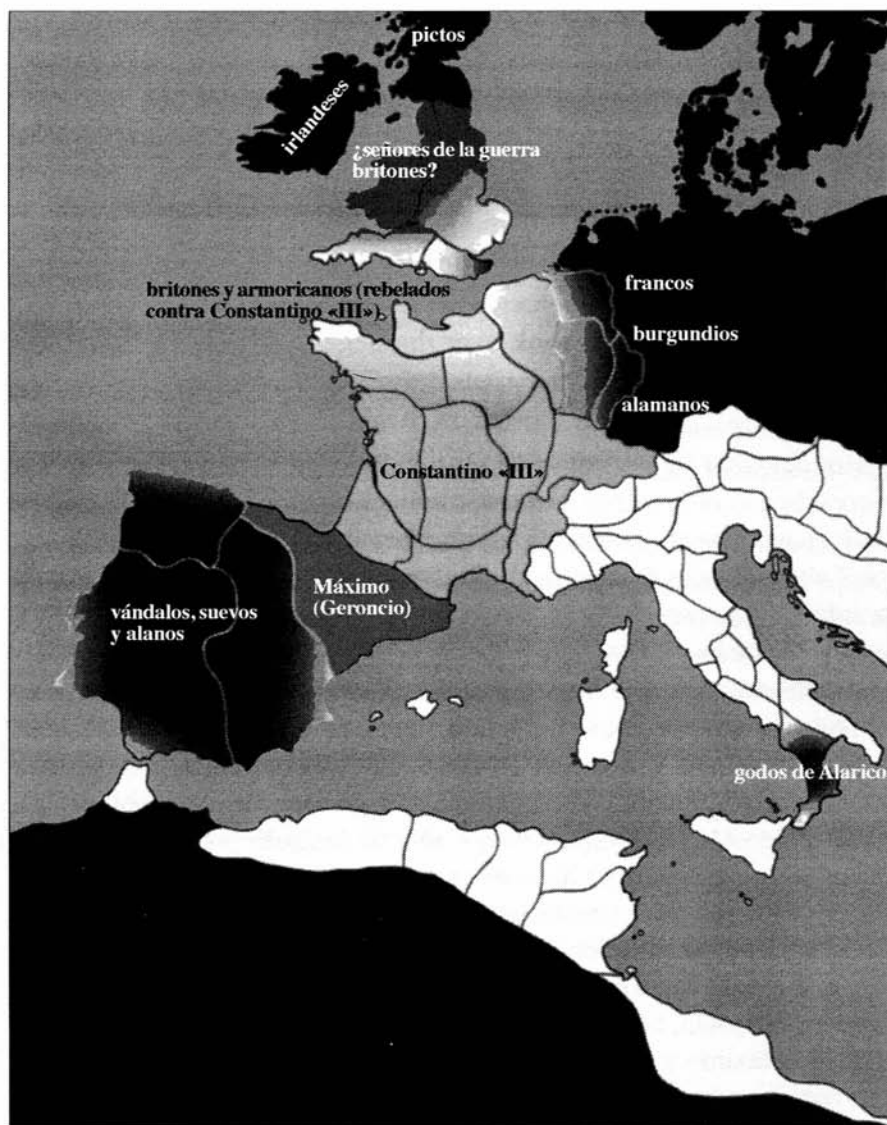 pictos
irlandeses
¿señores de la guerra
britones?
britones y armoricanos (rebelados
contra Constantino «III»)
francos
burgundios
alamanos
Constantino «III»
Máximo
(Geroncio)
vándalos, suevos
y alanos
godos de Alarico